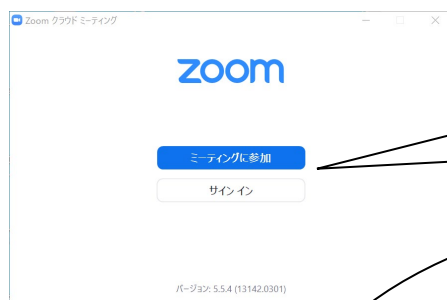 Zoom クラウド ミーティング
zoom
ミーティングに参加
サイン イン
バージョン: 5.5.4 (13142.0301)